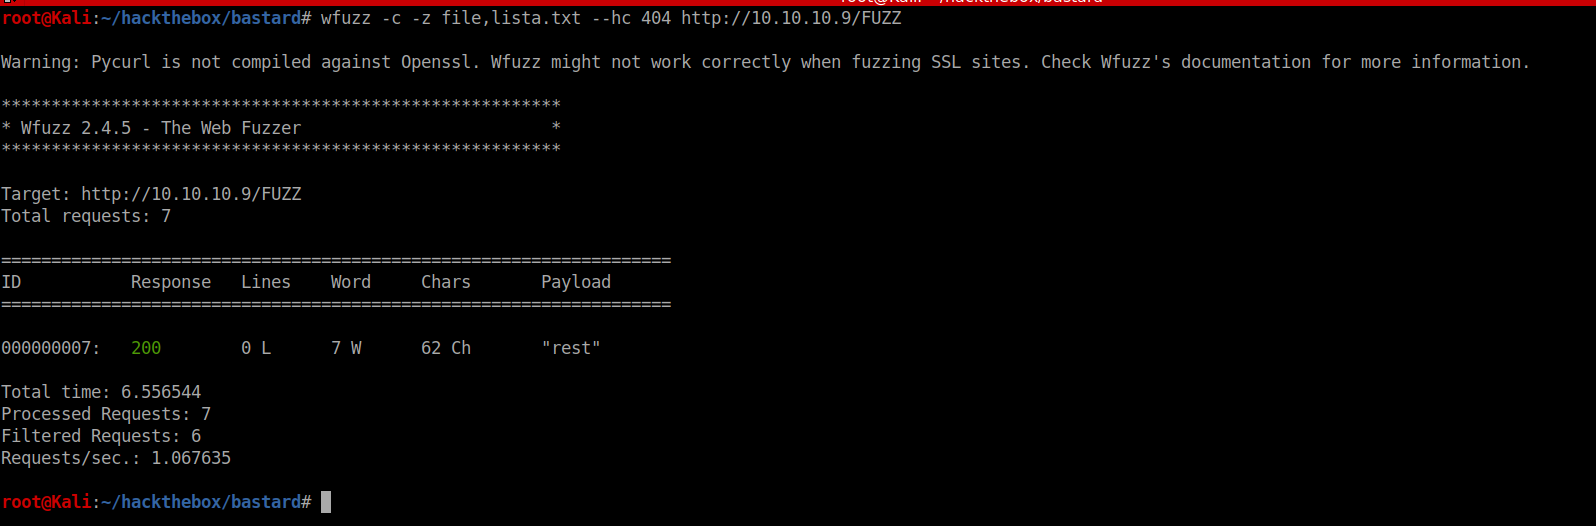 root@Kali:~/hackthebox/bastard# wfuzz -c -z file,lista.txt --hc 404 http://10.10.10.9/FUZZ
Warning: Pycurl is not compiled against Openssl. Wfuzz might not work correctly when fuzzing SSL sites. Check Wfuzz's documentation for more information.
********************************************************
* Wfuzz 2.4.5 - The Web Fuzzer                         *
********************************************************
Target: http://10.10.10.9/FUZZ
Total requests: 7
===================================================================
ID           Response   Lines    Word     Chars       Payload
===================================================================
000000007:   200        0 L      7 W      62 Ch       "rest"
Total time: 6.556544
Processed Requests: 7
Filtered Requests: 6
Requests/sec.: 1.067635
root@Kali:~/hackthebox/bastard#